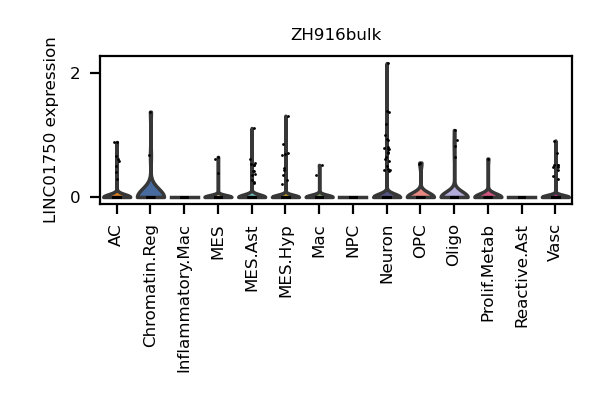 ZH916bulk
LINC01750 expression
2
0
AC
Chromatin.Reg
Inflammatory.Mac
MES
MES.Ast
MES.Hyp
Mac
NPC
Neuron
OPC
Oligo
Prolif.Metab
Reactive.Ast
Vasc